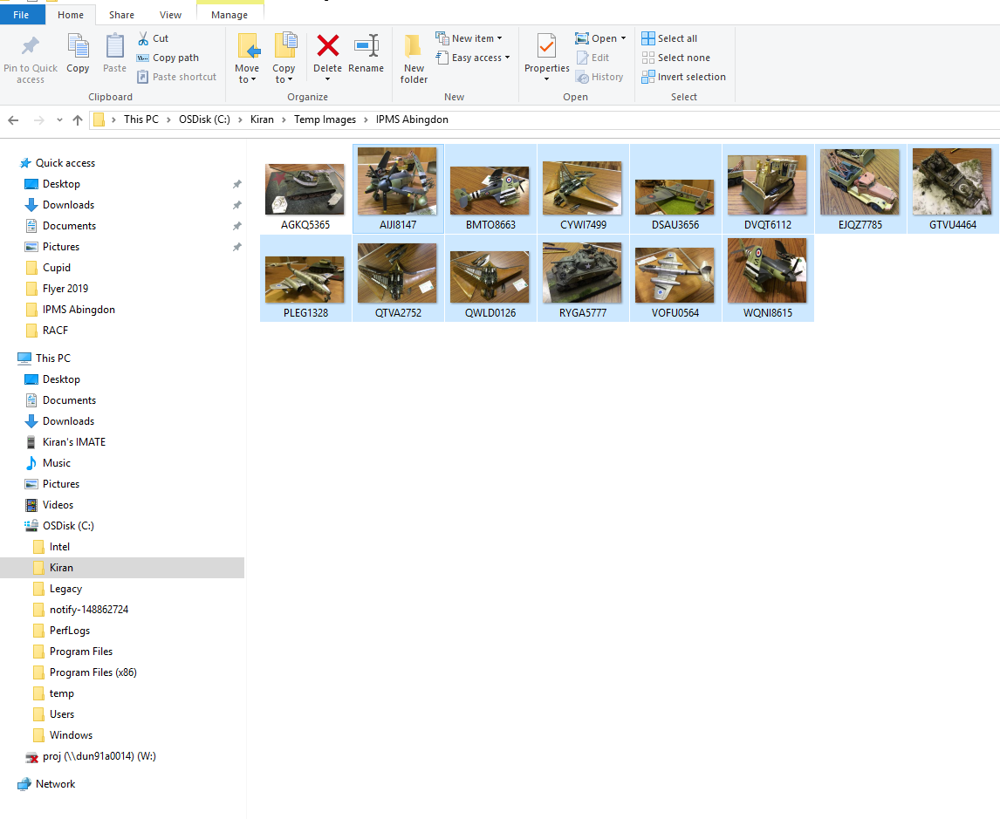 File Home Share View Manage
Pin to Quick access
Copy
Paste
Cut
Copy path
Paste shortcut
Clipboard
Move to
Copy to
Delete
Rename
Organize
New folder
New item
Easy access
New
Properties
Open
Edit
History
Open
Select all
Select none
Invert selection
Select
This PC > OSDisk (C:) > Kiran > Temp Images > IPMS Abingdon
Quick access
Desktop
Downloads
Documents
Pictures
Cupid
Flyer 2019
IPMS Abingdon
RACF
This PC
Desktop
Documents
Downloads
Kiran's IMATE
Music
Pictures
Videos
OSDisk (C:)
Intel
Kiran
Legacy
notify-148862724
PerfLogs
Program Files
Program Files (x86)
temp
Users
Windows
proj (\\dun91a0014) (W:)
Network
AGKQ5365 AIJI8147 BMTO8663 CYWI7499 DSAU3656 DVQT6112 EJQZ7785 GTVU4464
PLEG1328 QTVA2752 QWLD0126 RYGA5777 VOFU0564 WQNI8615